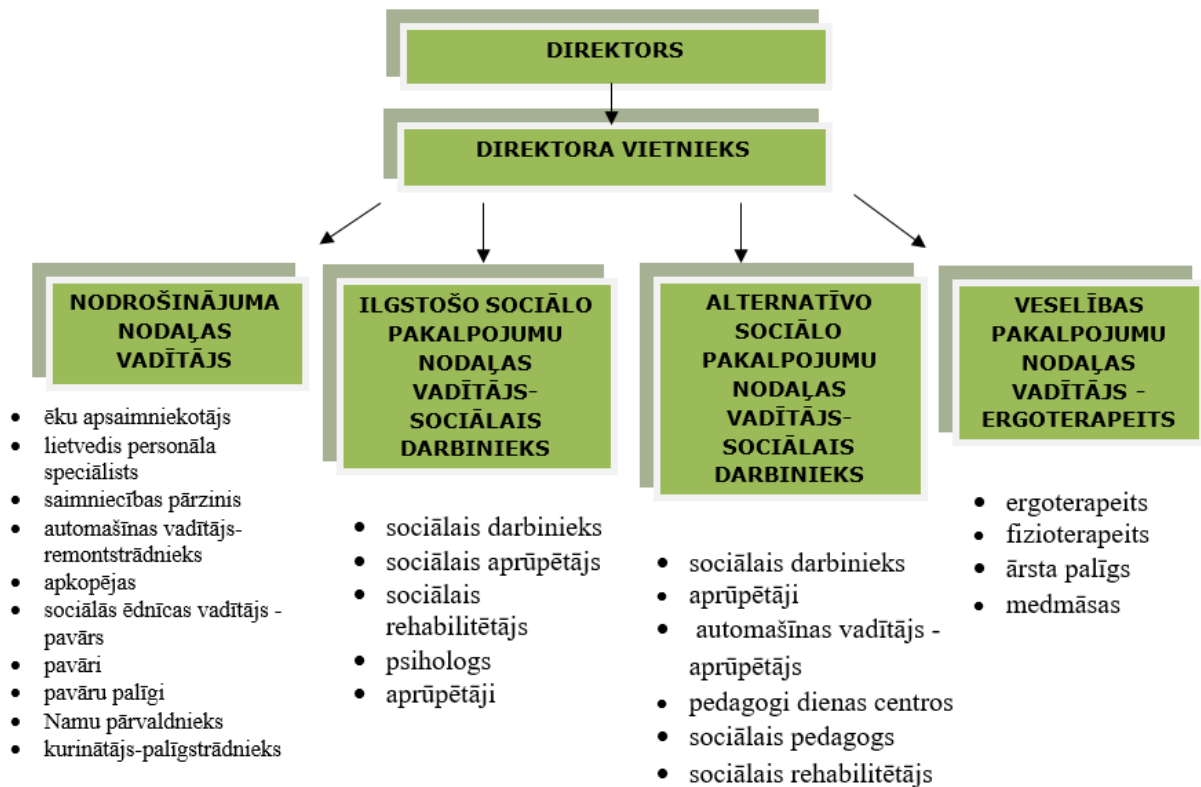 DIREKTORS
DIREKTORA VIETNIEKS
NODROŠINĀJUMA
NODAĻAS
VADĪTĀJS
• ēku apsaimniekotājs
• lietvedis personāla
speciālists
• saimniecības pārzinis
• automašīnas vadītājs-
remontstrādnieks
• apkopējas
• sociālās ēdnīcas vadītājs -
pavārs
• pavāri
• pavāru palīgi
• Namu pārvaldnieks
• kurinātājs-palīgstrādnieks
ILGSTOŠO SOCIĀLO
PAKALPOJUMU
NODAĻAS
VADĪTĀJS-
SOCIĀLAIS
DARBINIEKS
• sociālais darbinieks
• sociālais aprūpētājs
• sociālais
rehabilitētājs
• psihologs
• aprūpētāji
ALTERNATĪVO
SOCIĀLO
PAKALPOJUMU
NODAĻAS
VADĪTĀJS-
SOCIĀLAIS
DARBINIEKS
• sociālais darbinieks
• aprūpētāji
• automašīnas vadītājs -
aprūpētājs
• pedagogi dienas centros
• sociālais pedagogs
• sociālais rehabilitētājs
VESELĪBAS
PAKALPOJUMU
NODAĻAS
VADĪTĀJS -
ERGOTERAPEITS
• ergoterapeits
• fizioterapeits
• ārsta palīgs
• medmāsas